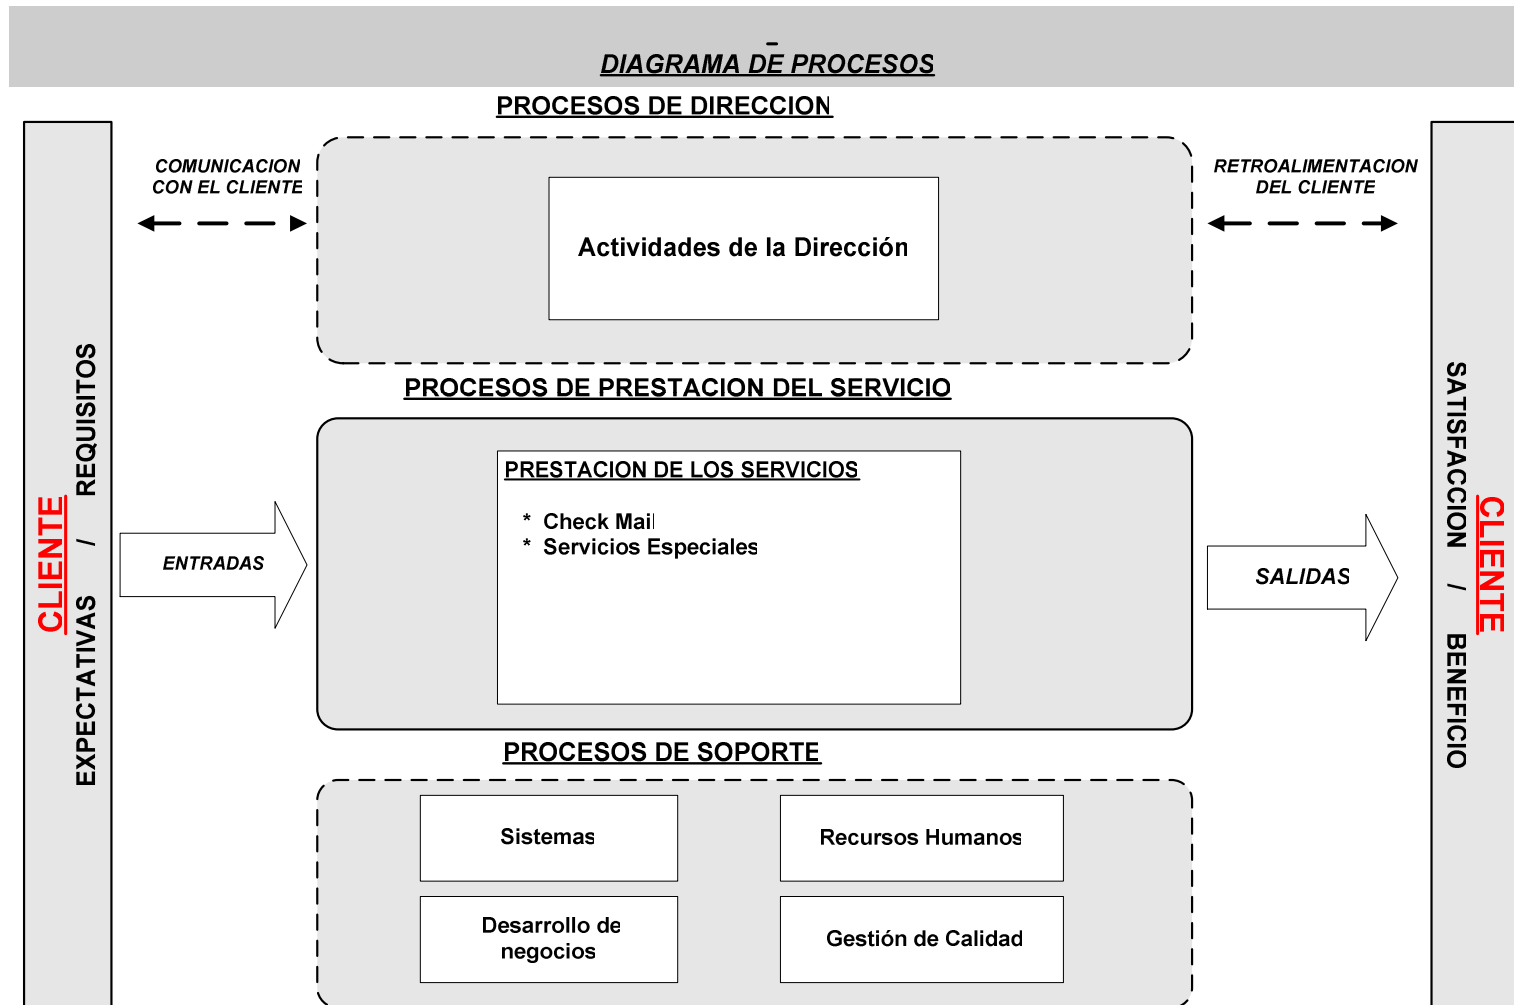 DIAGRAMA DE PROCESOS
PROCESOS DE DIRECCION
COMUNICACION
CON EL CLIENTE
Actividades de la Dirección
RETROALIMENTACION
DEL CLIENTE
CLIENTE
EXPECTATIVAS / REQUISITOS
PROCESOS DE PRESTACION DEL SERVICIO
ENTRADAS
PRESTACION DE LOS SERVICIOS
* Check Mail
* Servicios Especiales
SALIDAS
SATISFACCION / BENEFICIO
CLIENTE
PROCESOS DE SOPORTE
Sistemas
Recursos Humanos
Desarrollo de
negocios
Gestión de Calidad